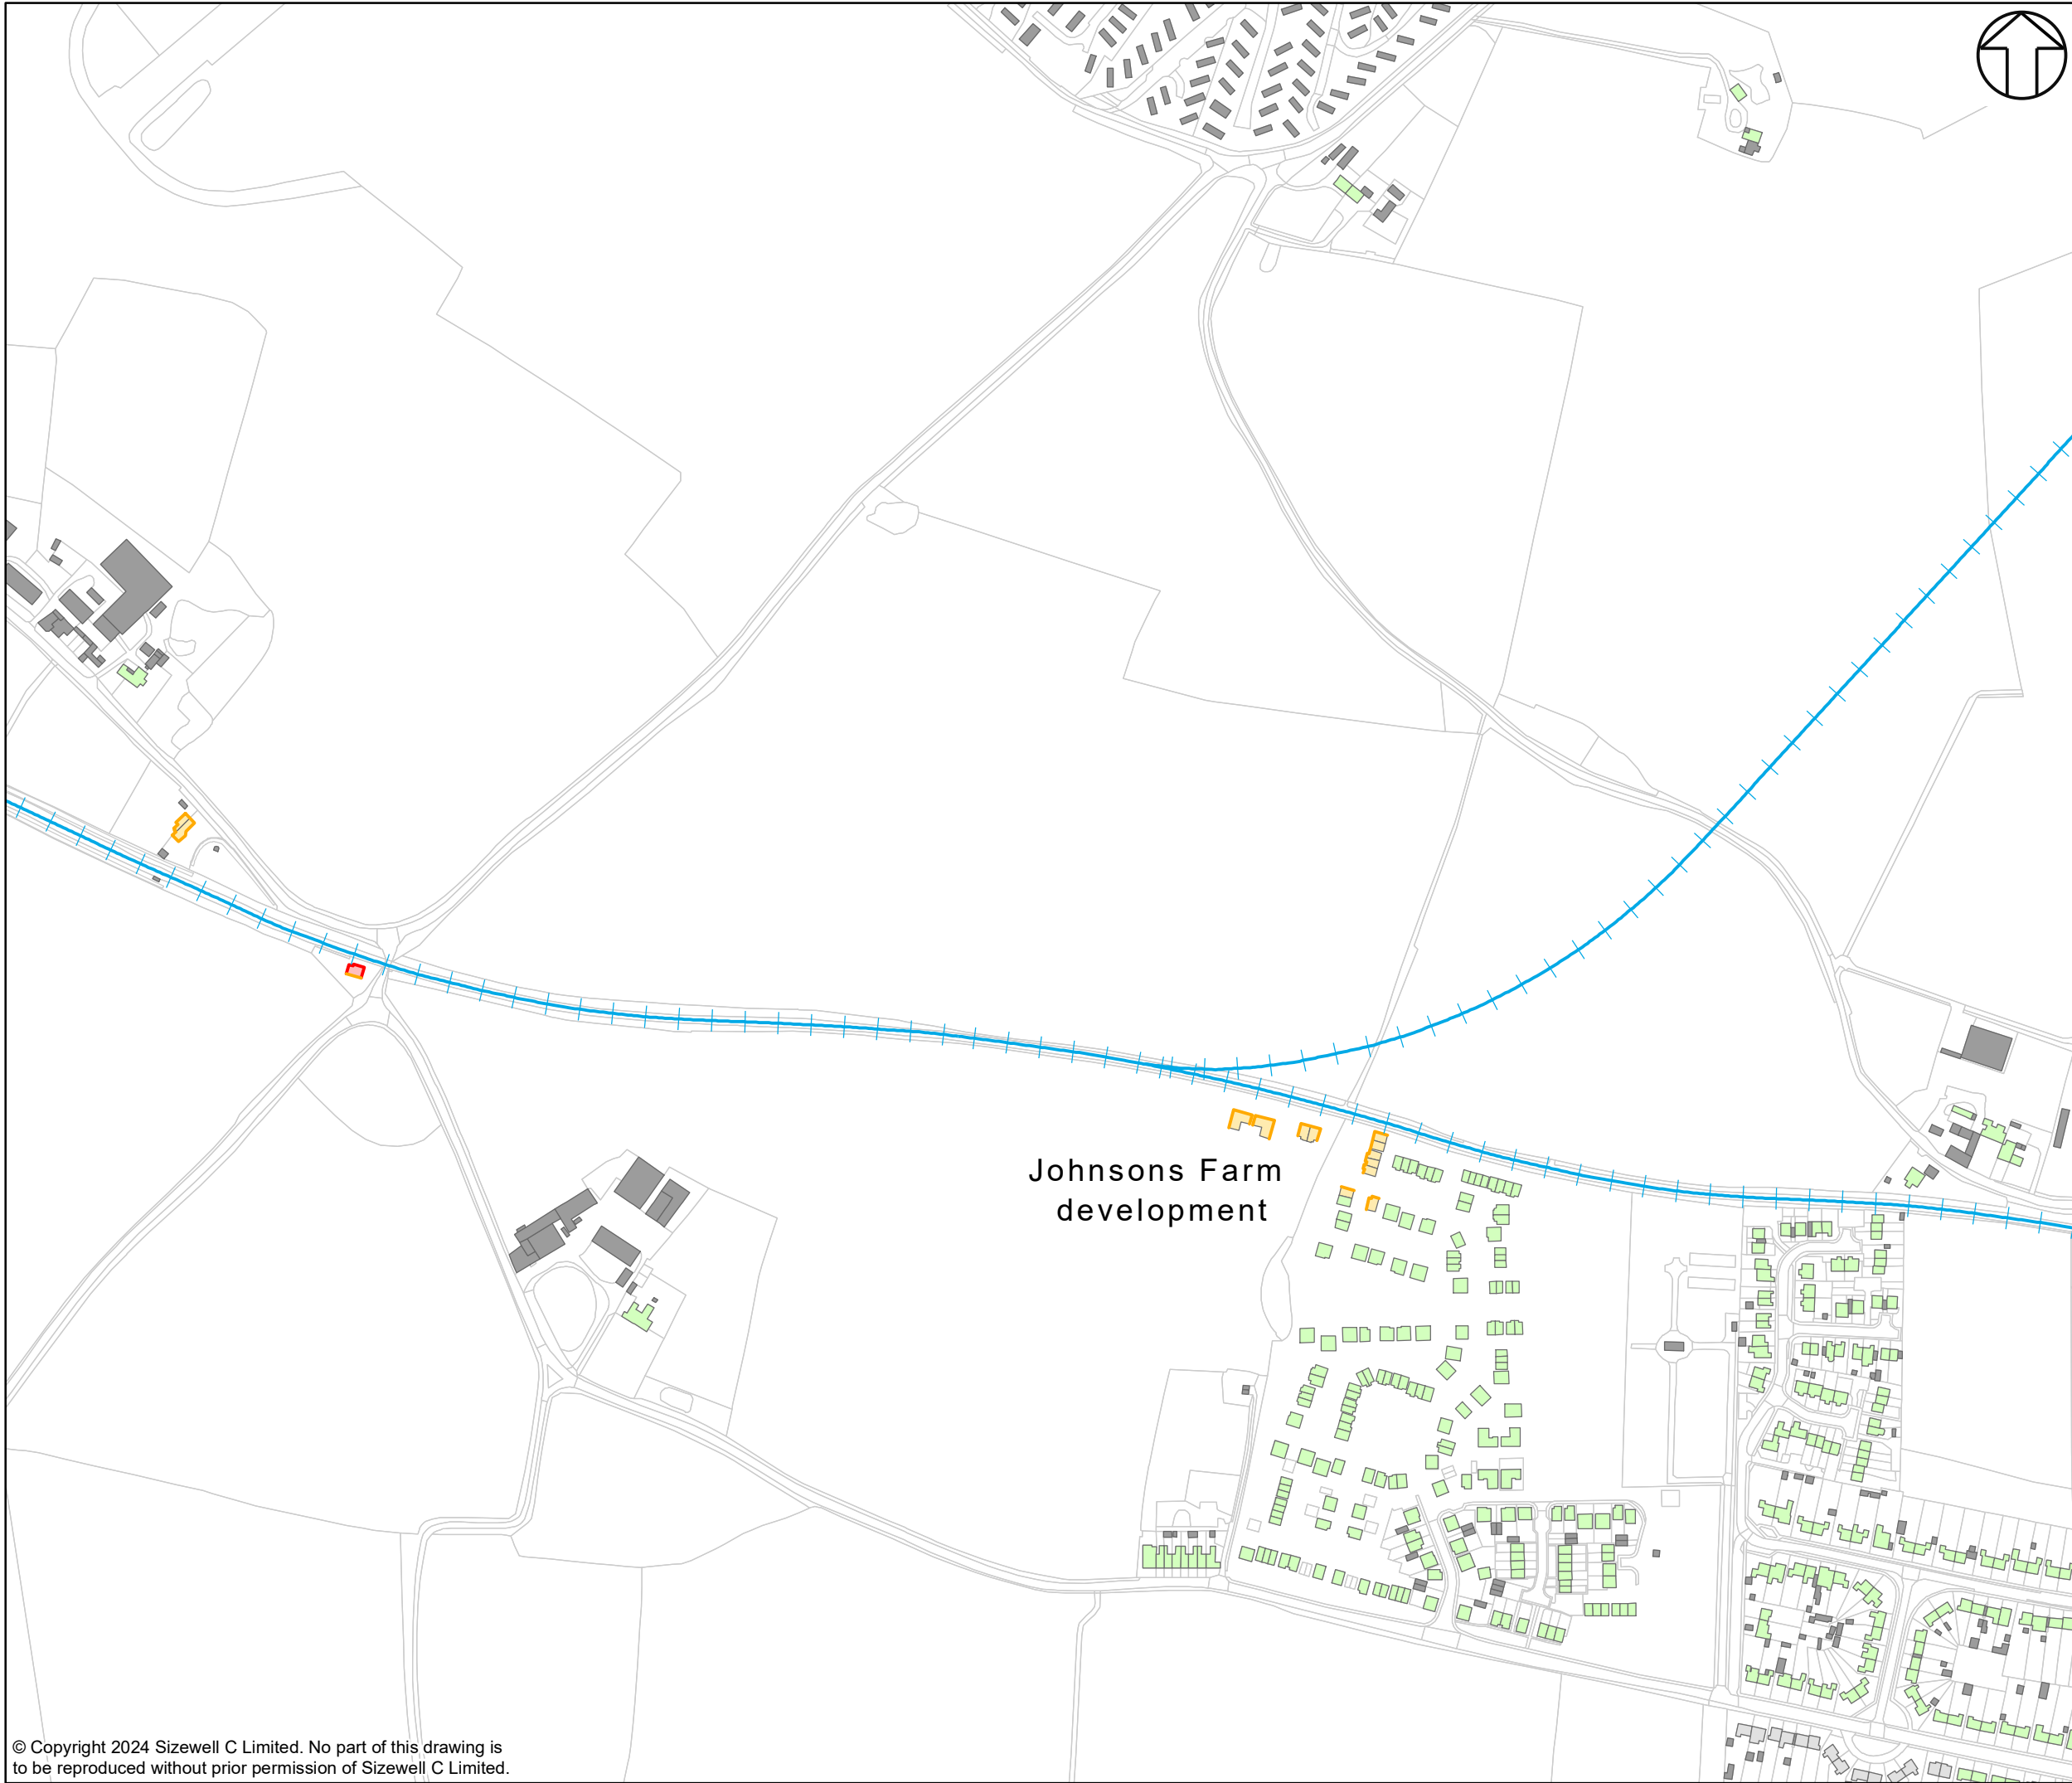 Johnsons Farm
development
© Copyright 2024 Sizewell C Limited. No part of this drawing is
to be reproduced without prior permission of Sizewell C Limited.